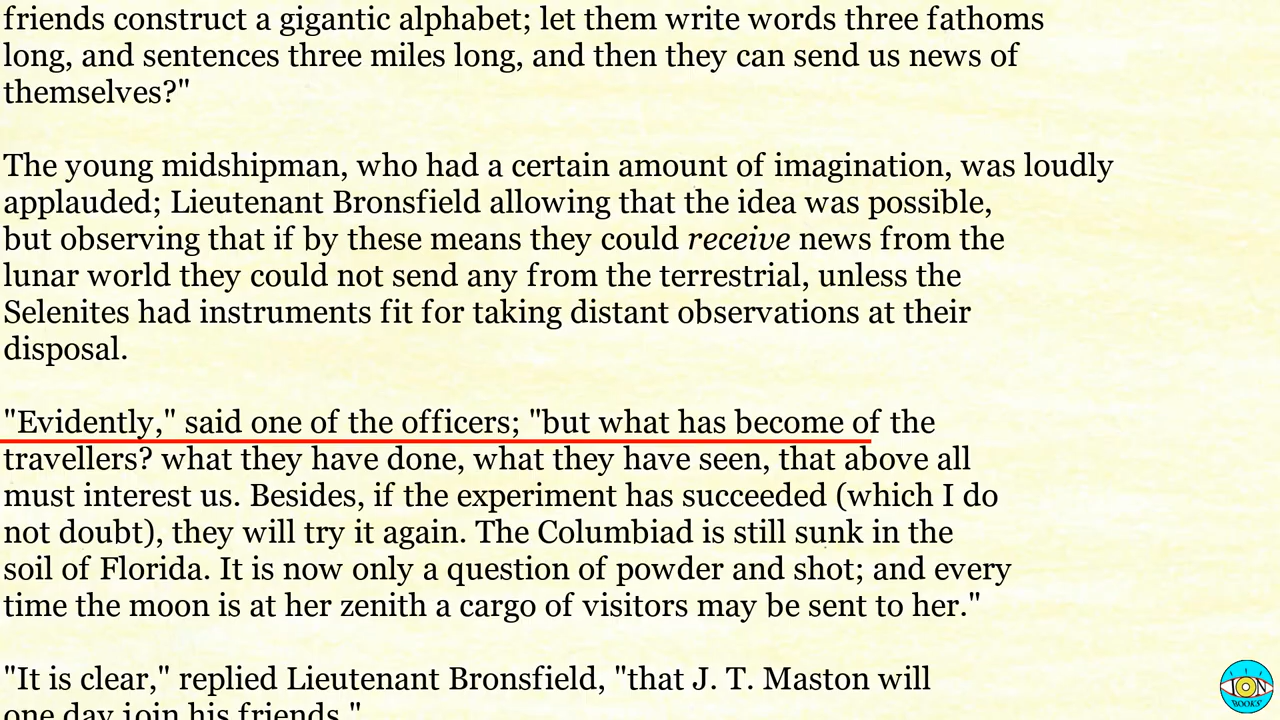 friends construct a gigantic alphabet; let them write words three fathoms
long, and sentences three miles long, and then they can send us news of
themselves?"
The young midshipman, who had a certain amount of imagination, was loudly
applauded; Lieutenant Bronsfield allowing that the idea was possible,
but observing that if by these means they could receive news from the
lunar world they could not send any from the terrestrial, unless the
Selenites had instruments fit for taking distant observations at their
disposal.
"Evidently," said one of the officers; "but what has become of the
travellers? what they have done, what they have seen, that above all
must interest us. Besides, if the experiment has succeeded (which I do
not doubt), they will try it again. The Columbiad is still sunk in the
soil of Florida. It is now only a question of powder and shot; and every
time the moon is at her zenith a cargo of visitors may be sent to her."
"It is clear," replied Lieutenant Bronsfield, "that J. T. Maston will
one day join his friends."
ION
BOOKS